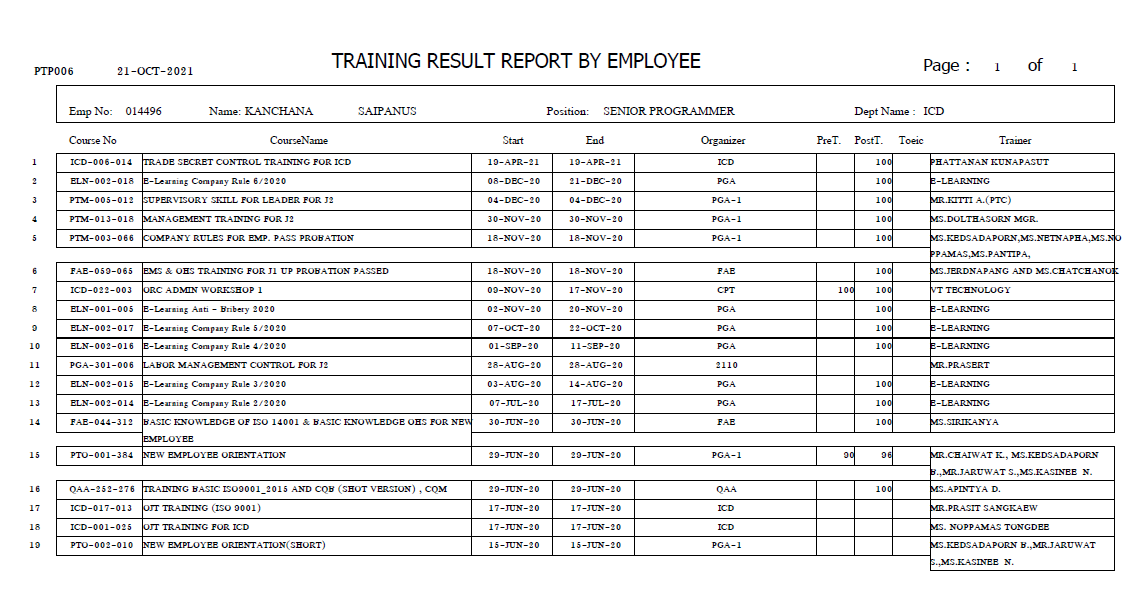 TRAINING RESULT REPORT BY EMPLOYEE
PTP006 21-OCT-2021 Page : 1 of 1
Emp No: 014496 Name: KANCHANA SAIPANUS Position: SENIOR PROGRAMMER Dept Name : ICD
Course No CourseName Start End Organizer PreT. PostT. Toeic Trainer
1 ICD-006-014 TRADE SECRET CONTROL TRAINING FOR ICD 19-APR-21 19-APR-21 ICD 100 PHATTANAN KUNAPASUT
2 ELN-002-018 E-Learning Company Rule 6/2020 08-DEC-20 21-DEC-20 PGA 100 E-LEARNING
3 PTM-005-012 SUPERVISORY SKILL FOR LEADER FOR J2 04-DEC-20 04-DEC-20 PGA-1 100 MR.KITTI A.(PTC)
4 PTM-013-018 MANAGEMENT TRAINING FOR J2 30-NOV-20 30-NOV-20 PGA-1 100 MS.DOLTHASORN MGR.
5 PTM-003-066 COMPANY RULES FOR EMP. PASS PROBATION 18-NOV-20 18-NOV-20 PGA-1 100 MS.KEDSADAPORN,MS.NETNAPHA,MS.NO
PPAMAS,MS.PANTIPA,
6 FAE-059-065 EMS & OHS TRAINING FOR J1 UP PROBATION PASSED 18-NOV-20 18-NOV-20 FAE 100 MS.JERDNAPANG AND MS.CHATCHANOK
7 ICD-022-003 ORC ADMIN WORKSHOP 1 09-NOV-20 17-NOV-20 CPT 100 100 VT TECHNOLOGY
8 ELN-001-005 E-Learning Anti - Bribery 2020 02-NOV-20 20-NOV-20 PGA 100 E-LEARNING
9 ELN-002-017 E-Learning Company Rule 5/2020 07-OCT-20 22-OCT-20 PGA 100 E-LEARNING
10 ELN-002-016 E-Learning Company Rule 4/2020 01-SEP-20 11-SEP-20 PGA 100 E-LEARNING
11 PGA-301-006 LABOR MANAGEMENT CONTROL FOR J2 28-AUG-20 28-AUG-20 2110 MR.PRASERT
12 ELN-002-015 E-Learning Company Rule 3/2020 03-AUG-20 14-AUG-20 PGA 100 E-LEARNING
13 ELN-002-014 E-Learning Company Rule 2/2020 07-JUL-20 17-JUL-20 PGA 100 E-LEARNING
14 FAE-044-312 BASIC KNOWLEDGE OF ISO 14001 & BASIC KNOWLEDGE OHS FOR NEW 30-JUN-20 30-JUN-20 FAE 100 MS.SIRIKANYA
EMPLOYEE
15 PTO-001-384 NEW EMPLOYEE ORIENTATION 29-JUN-20 29-JUN-20 PGA-1 90 96 MR.CHAIWAT K., MS.KEDSADAPORN
B.,MR.JARUWAT S.,MS.KASINEE N.
16 QAA-252-276 TRAINING BASIC ISO9001_2015 AND CQB (SHOT VERSION) , CQM 29-JUN-20 29-JUN-20 QAA 100 MS.APINTYA D.
17 ICD-017-013 OJT TRAINING (ISO 9001) 17-JUN-20 17-JUN-20 ICD MR.PRASIT SANGKAEW
18 ICD-001-025 OJT TRAINING FOR ICD 17-JUN-20 17-JUN-20 ICD MS. NOPPAMAS TONGDEE
19 PTO-002-010 NEW EMPLOYEE ORIENTATION(SHORT) 15-JUN-20 15-JUN-20 PGA-1 MS.KEDSADAPORN B.,MR.JARUWAT
S.,MS.KASINEE N.